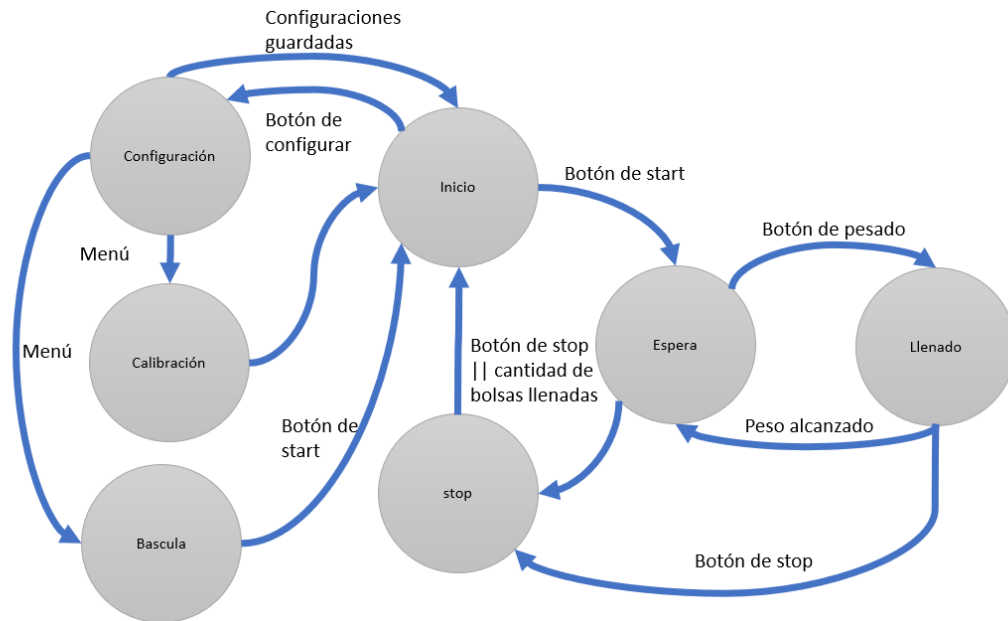 Configuraciones
guardadas
Botón de
configurar
Configuración
Inicio
Botón de start
Botón de pesado
Menú
Calibración
Menú
Espera
Llenado
Botón de stop
|| cantidad de
bolsas llenadas
Botón de
start
Peso alcanzado
stop
Bascula
Botón de stop